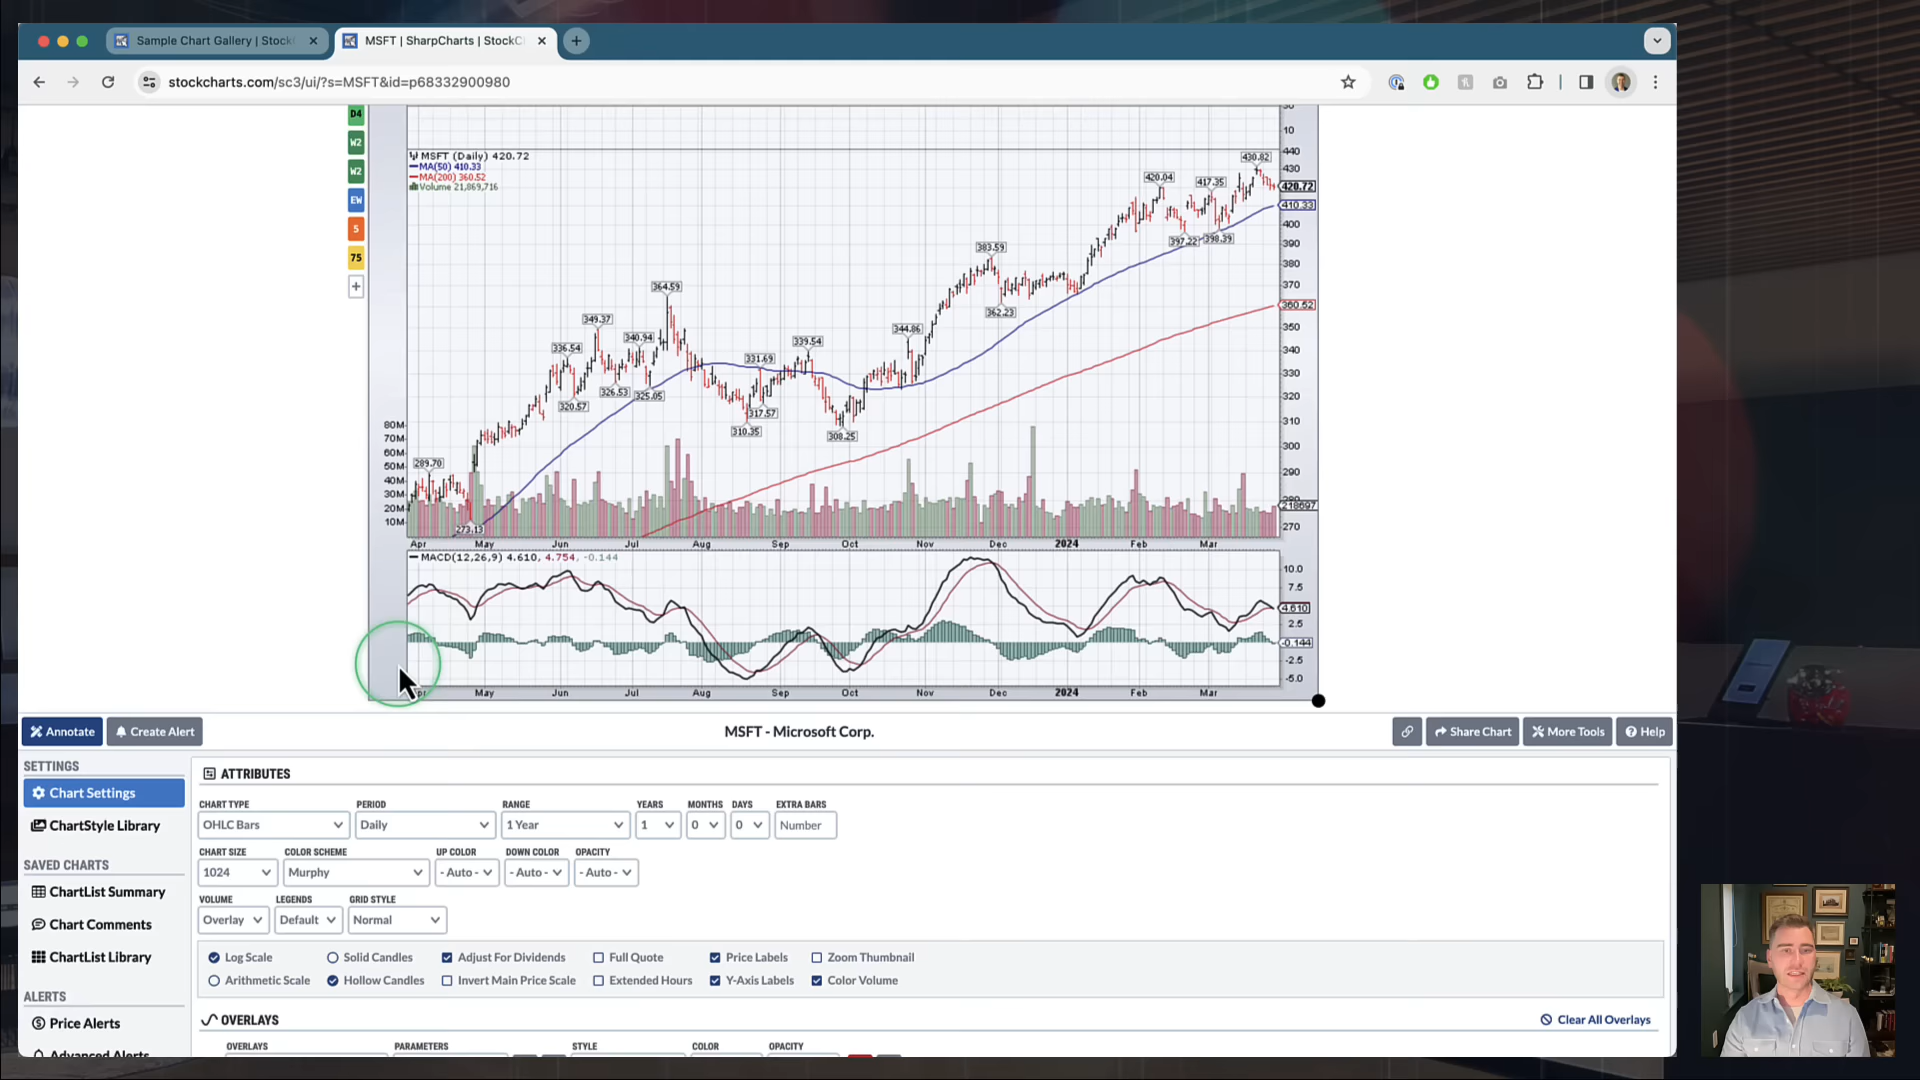 Sample Chart Gallery | Stock
MSFT | SharpCharts | StockC
stockcharts.com/sc3/ui/?s=MSFT&id=p68332900980
D4
W2
W2
EW
5
75
10
MSFT (Daily) 420.72
MA(50) 410.33
MA(200) 360.52
Volume 21,869,716
440
430
420.72
410.33
400
390
380
370
360.52
350
340
330
320
310
300
290
280
218697
270
430.82
420.04
417.35
397.22
398.39
383.59
362.23
364.59
349.37
340.94
336.54
326.53
325.05
320.57
331.69
339.54
344.86
317.57
310.35
308.25
289.70
273.13
80M
70M
60M
50M
40M
30M
20M
10M
Apr May Jun Jul Aug Sep Oct Nov Dec 2024 Feb Mar
MACD(12,26,9) 4.610, 4.754, -0.144
10.0
7.5
4.610
2.5
-0.144
-2.5
-5.0
May Jun Jul Aug Sep Oct Nov Dec 2024 Feb Mar
Annotate
Create Alert
MSFT - Microsoft Corp.
Share Chart
More Tools
Help
SETTINGS
Chart Settings
ChartStyle Library
SAVED CHARTS
ChartList Summary
Chart Comments
ChartList Library
ALERTS
Price Alerts
Advanced Alerts
ATTRIBUTES
CHART TYPE PERIOD RANGE YEARS MONTHS DAYS EXTRA BARS
OHLC Bars Daily 1 Year 1 0 0 Number
CHART SIZE COLOR SCHEME UP COLOR DOWN COLOR OPACITY
1024 Murphy - Auto - - Auto - - Auto -
VOLUME LEGENDS GRID STYLE
Overlay Default Normal
Log Scale Solid Candles Adjust For Dividends Full Quote Price Labels Zoom Thumbnail
Arithmetic Scale Hollow Candles Invert Main Price Scale Extended Hours Y-Axis Labels Color Volume
OVERLAYS
Clear All Overlays
OVERLAYS PARAMETERS STYLE COLOR OPACITY